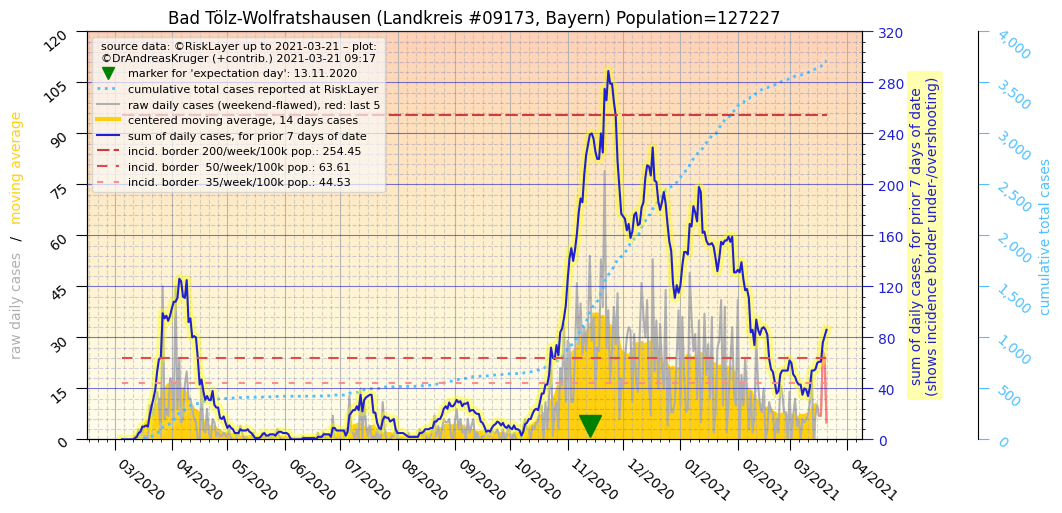 Bad Tölz-Wolfratshausen (Landkreis #09173, Bayern) Population=127227
source data: ©RiskLayer up to 2021-03-21 – plot:
©DrAndreasKruger (+contrib.) 2021-03-21 09:17
marker for 'expectation day': 13.11.2020
cumulative total cases reported at RiskLayer
raw daily cases (weekend-flawed), red: last 5
centered moving average, 14 days cases
sum of daily cases, for prior 7 days of date
incid. border 200/week/100k pop.: 254.45
incid. border  50/week/100k pop.: 63.61
incid. border  35/week/100k pop.: 44.53
raw daily cases  /  moving average
120
105
90
75
60
45
30
15
0
320
280
240
200
160
120
80
40
0
sum of daily cases, for prior 7 days of date
(shows incidence border under-/overshooting)
4,000
3,500
3,000
2,500
2,000
1,500
1,000
500
0
cumulative total cases
03/2020
04/2020
05/2020
06/2020
07/2020
08/2020
09/2020
10/2020
11/2020
12/2020
01/2021
02/2021
03/2021
04/2021